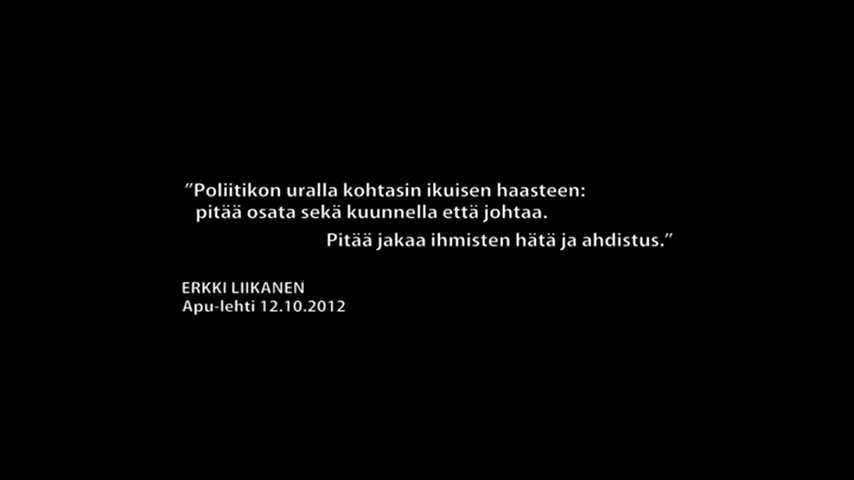 ”Poliitikon uralla kohtasin ikuisen haasteen:
pitää osata sekä kuunnella että johtaa.
Pitää jakaa ihmisten hätä ja ahdistus.”
ERKKI LIIKANEN
Apu-lehti 12.10.2012